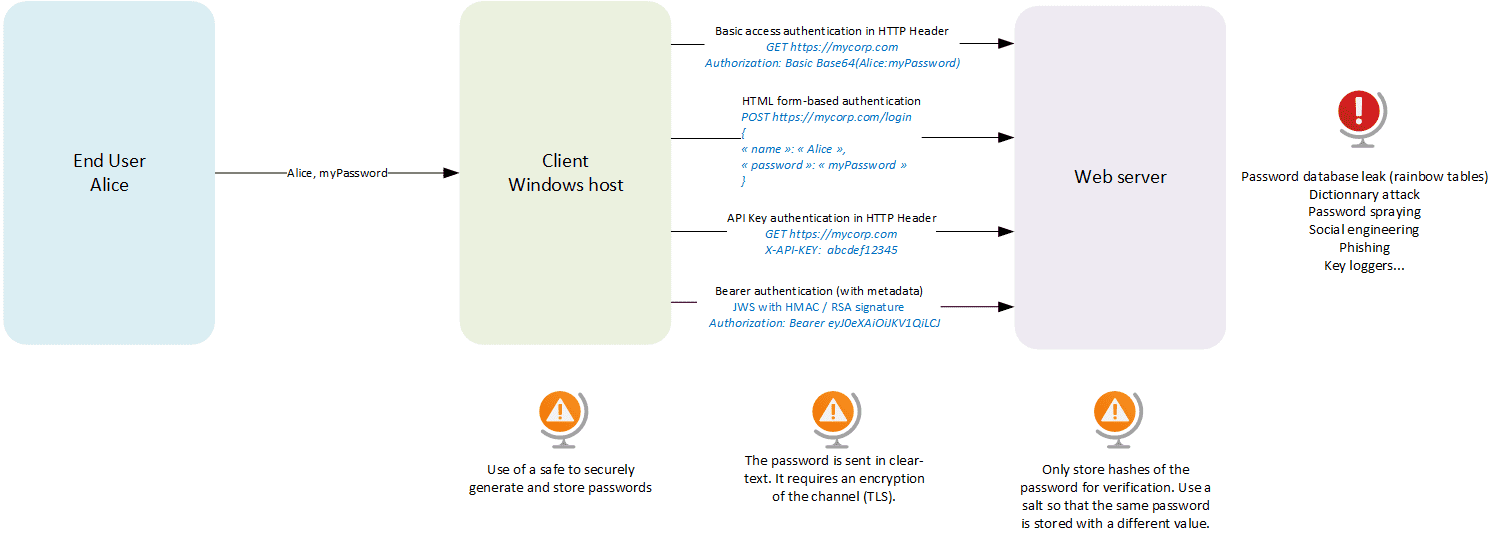 End User
Alice
Alice, myPassword
Client
Windows host
Basic access authentication in HTTP Header
GET https://mycorp.com
Authorization: Basic Base64(Alice:myPassword)
HTML form-based authentication
POST https://mycorp.com/login
{
« name »: « Alice »,
« password »: « myPassword »
}
API Key authentication in HTTP Header
GET https://mycorp.com
X-API-KEY: abcdef12345
Bearer authentication (with metadata)
JWS with HMAC / RSA signature
Authorization: Bearer eyJ0eXAiOiJKV1QiLCJ
Web server
Password database leak (rainbow tables)
Dictionnary attack
Password spraying
Social engineering
Phishing
Key loggers...
Use of a safe to securely
generate and store passwords
The password is sent in clear-
text. It requires an encryption
of the channel (TLS).
Only store hashes of the
password for verification. Use a
salt so that the same password
is stored with a different value.